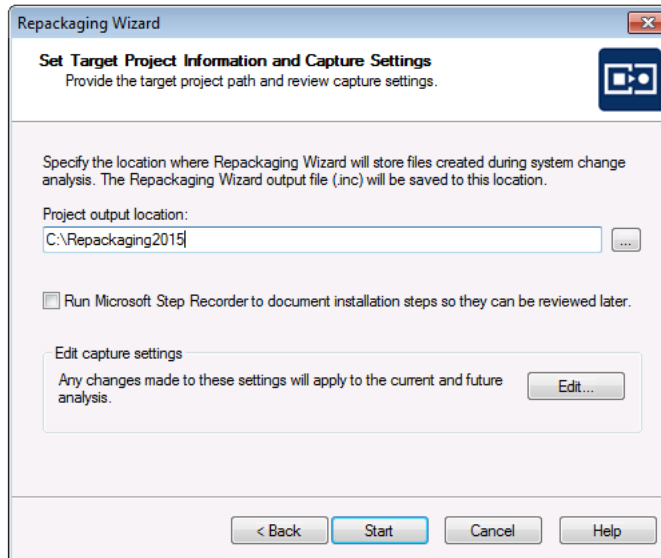 Repackaging Wizard
Set Target Project Information and Capture Settings
Provide the target project path and review capture settings.
Specify the location where Repackaging Wizard will store files created during system change
analysis. The Repackaging Wizard output file (.inc) will be saved to this location.
Project output location:
C:\Repackaging2015
...
Run Microsoft Step Recorder to document installation steps so they can be reviewed later.
Edit capture settings
Any changes made to these settings will apply to the current and future
analysis.
Edit...
< Back
Start
Cancel
Help